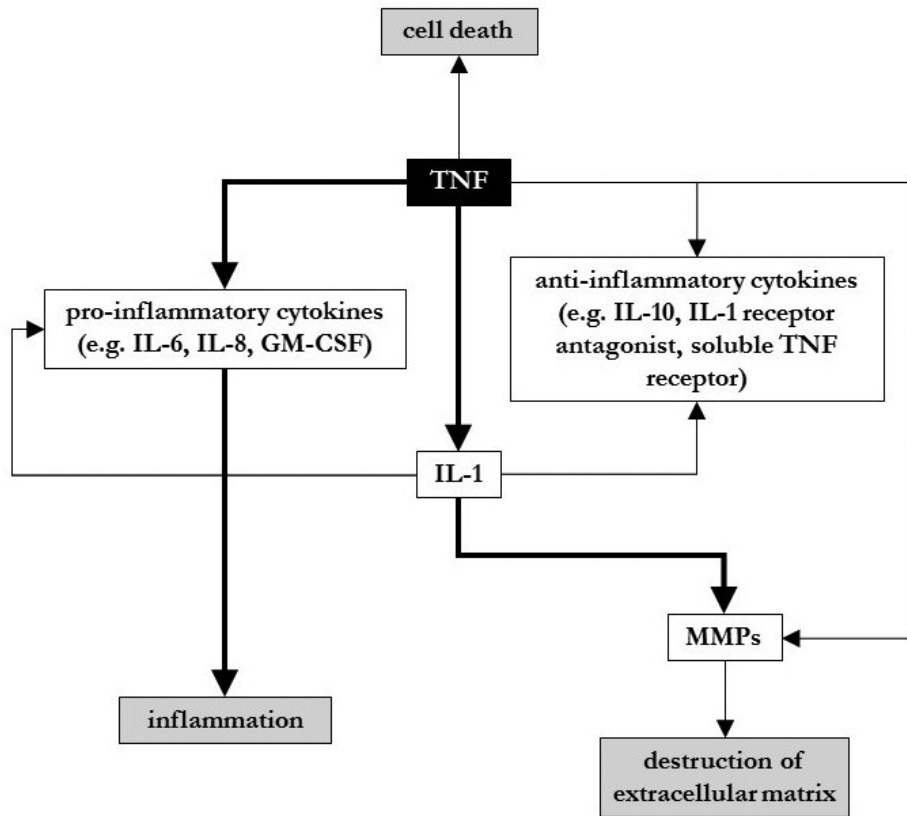 cell death
TNF
pro-inflammatory cytokines
(e.g. IL-6, IL-8, GM-CSF)
anti-inflammatory cytokines
(e.g. IL-10, IL-1 receptor
antagonist, soluble TNF
receptor)
IL-1
MMPs
inflammation
destruction of
extracellular matrix